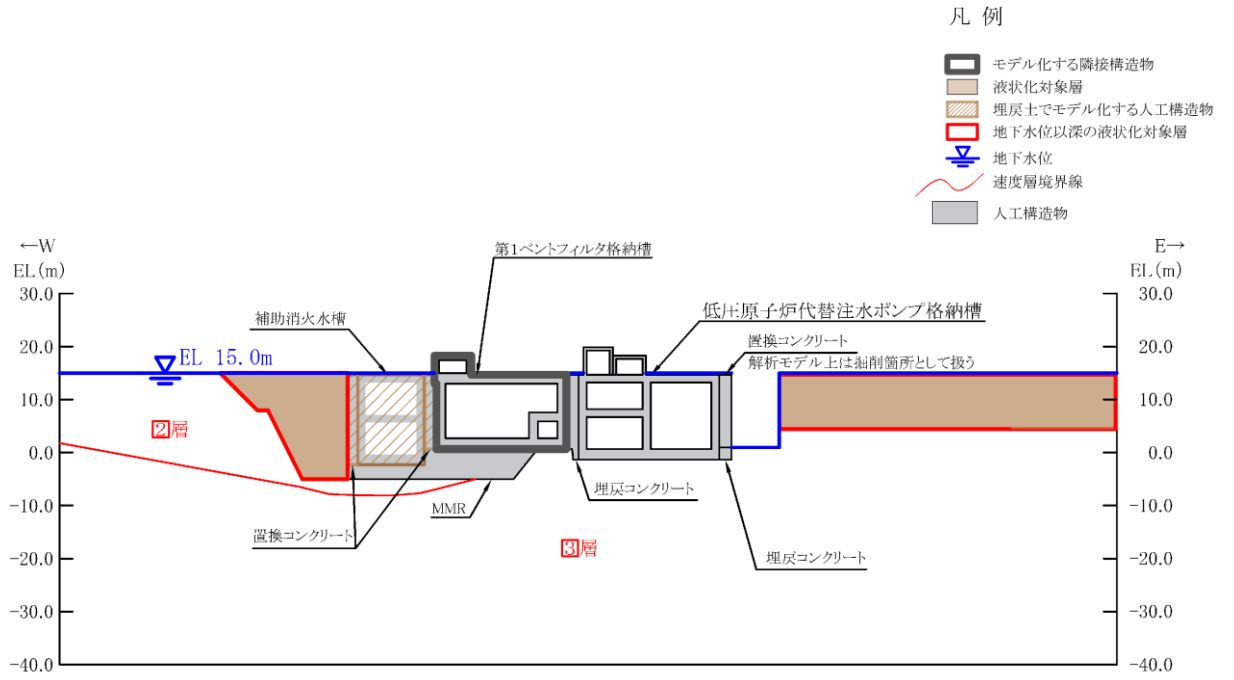 凡 例
モデル化する隣接構造物
液状化対象層
埋戻土でモデル化する人工構造物
地下水位以深の液状化対象層
地下水位
速度層境界線
人工構造物
←W
EL(m)
E→
EL(m)
第1ベントフィルタ格納槽
補助消火水槽
低圧原子炉代替注水ポンプ格納槽
置換コンクリート
解析モデル上は掘削箇所として扱う
EL 15.0m
②層
③層
MMR
置換コンクリート
埋戻コンクリート
埋戻コンクリート
30.0
20.0
10.0
0.0
-10.0
-20.0
-30.0
-40.0
30.0
20.0
10.0
0.0
-10.0
-20.0
-30.0
-40.0